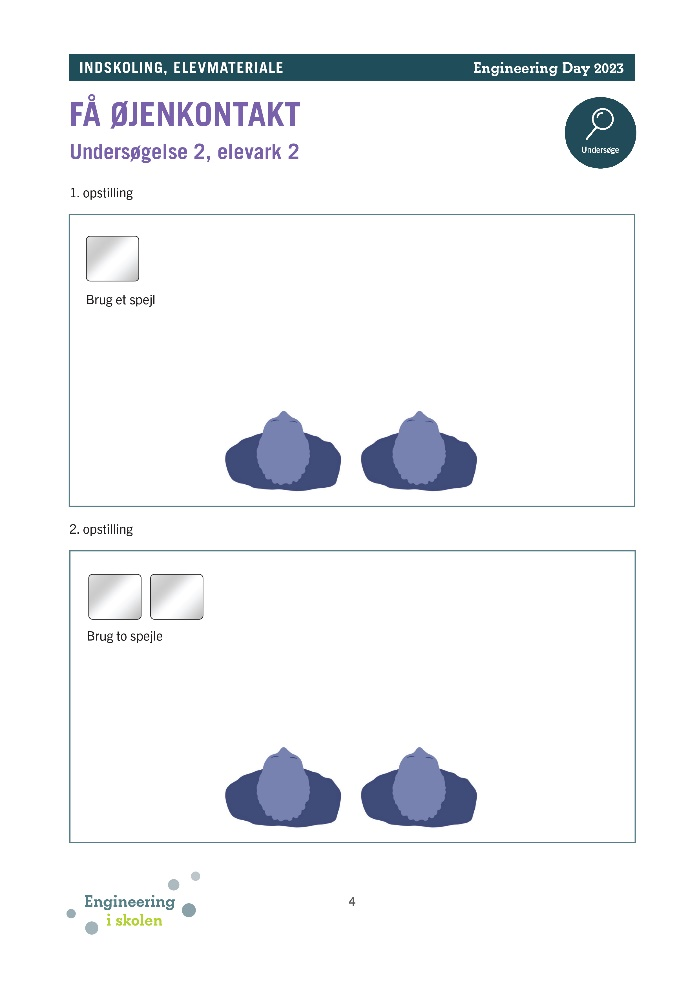 INDSKOLING, ELEVMATERIALE
Engineering Day 2023
FÅ ØJENKONTAKT
Undersøgelse 2, elevark 2
Undersøge
1. opstilling
Brug et spejl
2. opstilling
Brug to spejle
Engineering
i skolen
4